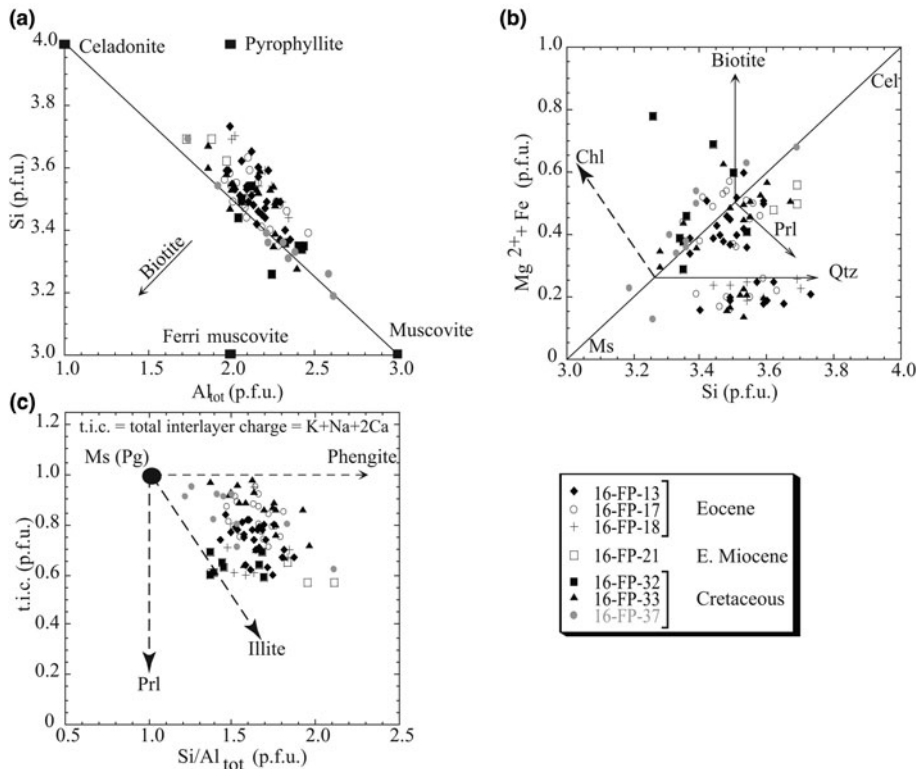 (a)
4.0
Celadonite
Pyrophyllite
3.8
3.6
Si (p.f.u.)
3.4
Biotite
3.2
Ferri muscovite
Muscovite
3.0
1.0
1.5
2.0
2.5
3.0
Al tot (p.f.u.)
(b)
1.0
Biotite
Cel
0.8
Chl
0.6
Mg 2+ + Fe (p.f.u.)
Prl
0.4
Qtz
0.2
Ms
0
3.0
3.2
3.4
3.6
3.8
4.0
Si (p.f.u.)
(c)
1.2
t.i.c. = total interlayer charge = K+Na+2Ca
Ms (Pg)
Phengite
1.0
0.8
t.i.c. (p.f.u.)
0.6
0.4
Illite
0.2
Prl
0
0.5
1.0
1.5
2.0
2.5
Si/Al tot (p.f.u.)
16-FP-13
16-FP-17 Eocene
16-FP-18
16-FP-21 E. Miocene
16-FP-32
16-FP-33 Cretaceous
16-FP-37